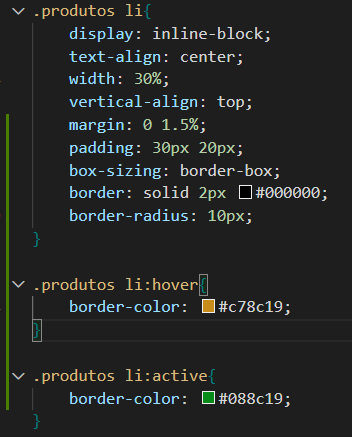 .produtos li{
display: inline-block;
text-align: center;
width: 30%;
vertical-align: top;
margin: 0 1.5%;
padding: 30px 20px;
box-sizing: border-box;
border: solid 2px #000000;
border-radius: 10px;
}
.produtos li:hover{
border-color: #c78c19;
}
.produtos li:active{
border-color: #088c19;
}